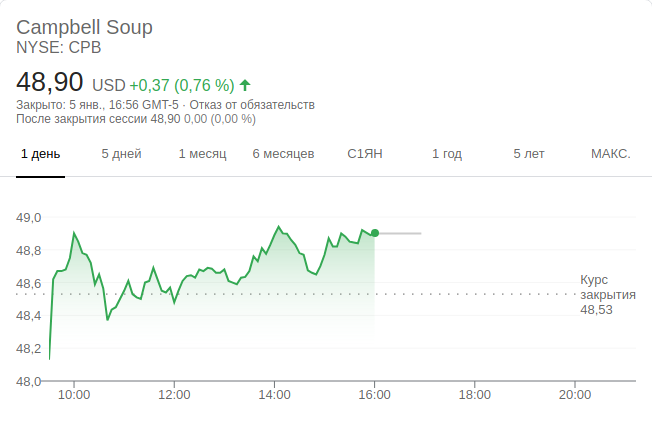 Campbell Soup
NYSE: CPB
48,90 USD +0,37 (0,76 %)
Закрыто: 5 янв., 16:56 GMT-5 · Отказ от обязательств
После закрытия сессии 48,90 0,00 (0,00 %)
1 день 5 дней 1 месяц 6 месяцев С1ЯН 1 год 5 лет МАКС.
49,0
48,8
48,6
48,4
48,2
48,0
Курс
закрытия
48,53
10:00 12:00 14:00 16:00 18:00 20:00